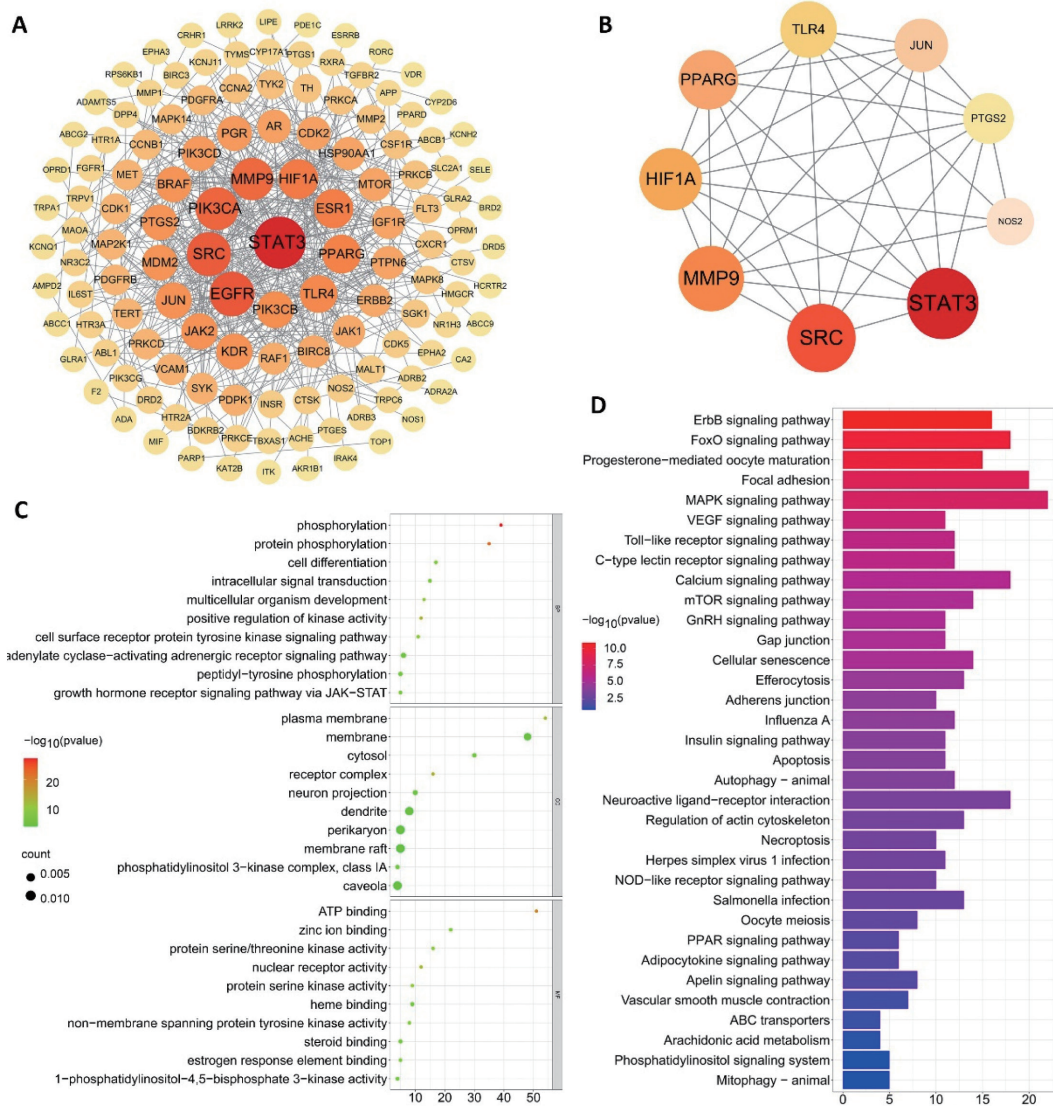 A
LIPE
LRRK2
PDE1C
CRHR1
CYP17A1
ESRRB
TYMS
PTGS1
EPHA3
KCNJ11
RXRA
RORC
BIRC3
CCNA2
TYK2
TH
TGFBR2
RPS6KB1
PDGFRA
PRKCA
APP
VDR
MMP1
ADAMTS5
MAPK14
PGR
AR
CDK2
MMP2
PPARD
CYP2D6
DPP4
HTR1A
CCNB1
PIK3CD
HSP90AA1
CSF1R
ABCB1
KCNH2
ABCG2
FGFR1
MET
BRAF
MMP9
HIF1A
MTOR
PRKCB
SLC2A1
SELE
OPRD1
TRPV1
CDK1
PIK3CA
ESR1
IGF1R
FLT3
GLRA2
BRD2
TRPA1
MAOA
PTGS2
STAT3
CXCR1
OPRM1
KCNQ1
NR3C2
MAP2K1
MDM2
SRC
PPARG
PTPN6
CTSV
DRD5
AMPD2
IL6ST
PDGFRB
EGFR
TLR4
MAPK8
HMGCR
HCRTR2
ABCC1
HTR3A
TERT
JUN
PIK3CB
ERBB2
SGK1
NR1H3
ABCC9
GLRA1
ABL1
PRKCD
JAK2
JAK1
CDK5
EPHA2
CA2
F2
PIK3CG
VCAM1
KDR
RAF1
BIRC8
MALT1
ADRB2
ADRA2A
ADA
DRD2
SYK
PDPK1
INSR
CTSK
NOS2
TRPC6
NOS1
MIF
HTR2A
BDKRB2
PRKCE
TBXAS1
ACHE
PTGES
ADRB3
TOP1
PARP1
KAT2B
ITK
AKR1B1
IRAK4
B
TLR4
JUN
PPARG
PTGS2
HIF1A
NOS2
MMP9
STAT3
SRC
C
phosphorylation
protein phosphorylation
cell differentiation
intracellular signal transduction
multicellular organism development
positive regulation of kinase activity
cell surface receptor protein tyrosine kinase signaling pathway
adenylate cyclase−activating adrenergic receptor signaling pathway
peptidyl−tyrosine phosphorylation
growth hormone receptor signaling pathway via JAK−STAT
BP
plasma membrane
membrane
cytosol
receptor complex
neuron projection
dendrite
perikaryon
membrane raft
phosphatidylinositol 3−kinase complex, class IA
caveola
CC
ATP binding
zinc ion binding
protein serine/threonine kinase activity
nuclear receptor activity
protein serine kinase activity
heme binding
non−membrane spanning protein tyrosine kinase activity
steroid binding
estrogen response element binding
1−phosphatidylinositol−4,5−bisphosphate 3−kinase activity
MF
10 20 30 40 50
−log10(pvalue)
20
10
count
0.005
0.010
D
ErbB signaling pathway
FoxO signaling pathway
Progesterone−mediated oocyte maturation
Focal adhesion
MAPK signaling pathway
VEGF signaling pathway
Toll−like receptor signaling pathway
C−type lectin receptor signaling pathway
Calcium signaling pathway
mTOR signaling pathway
GnRH signaling pathway
Gap junction
Cellular senescence
Efferocytosis
Adherens junction
Influenza A
Insulin signaling pathway
Apoptosis
Autophagy − animal
Neuroactive ligand−receptor interaction
Regulation of actin cytoskeleton
Necroptosis
Herpes simplex virus 1 infection
NOD−like receptor signaling pathway
Salmonella infection
Oocyte meiosis
PPAR signaling pathway
Adipocytokine signaling pathway
Apelin signaling pathway
Vascular smooth muscle contraction
ABC transporters
Arachidonic acid metabolism
Phosphatidylinositol signaling system
Mitophagy − animal
0 5 10 15 20
−log10(pvalue)
10.0
7.5
5.0
2.5